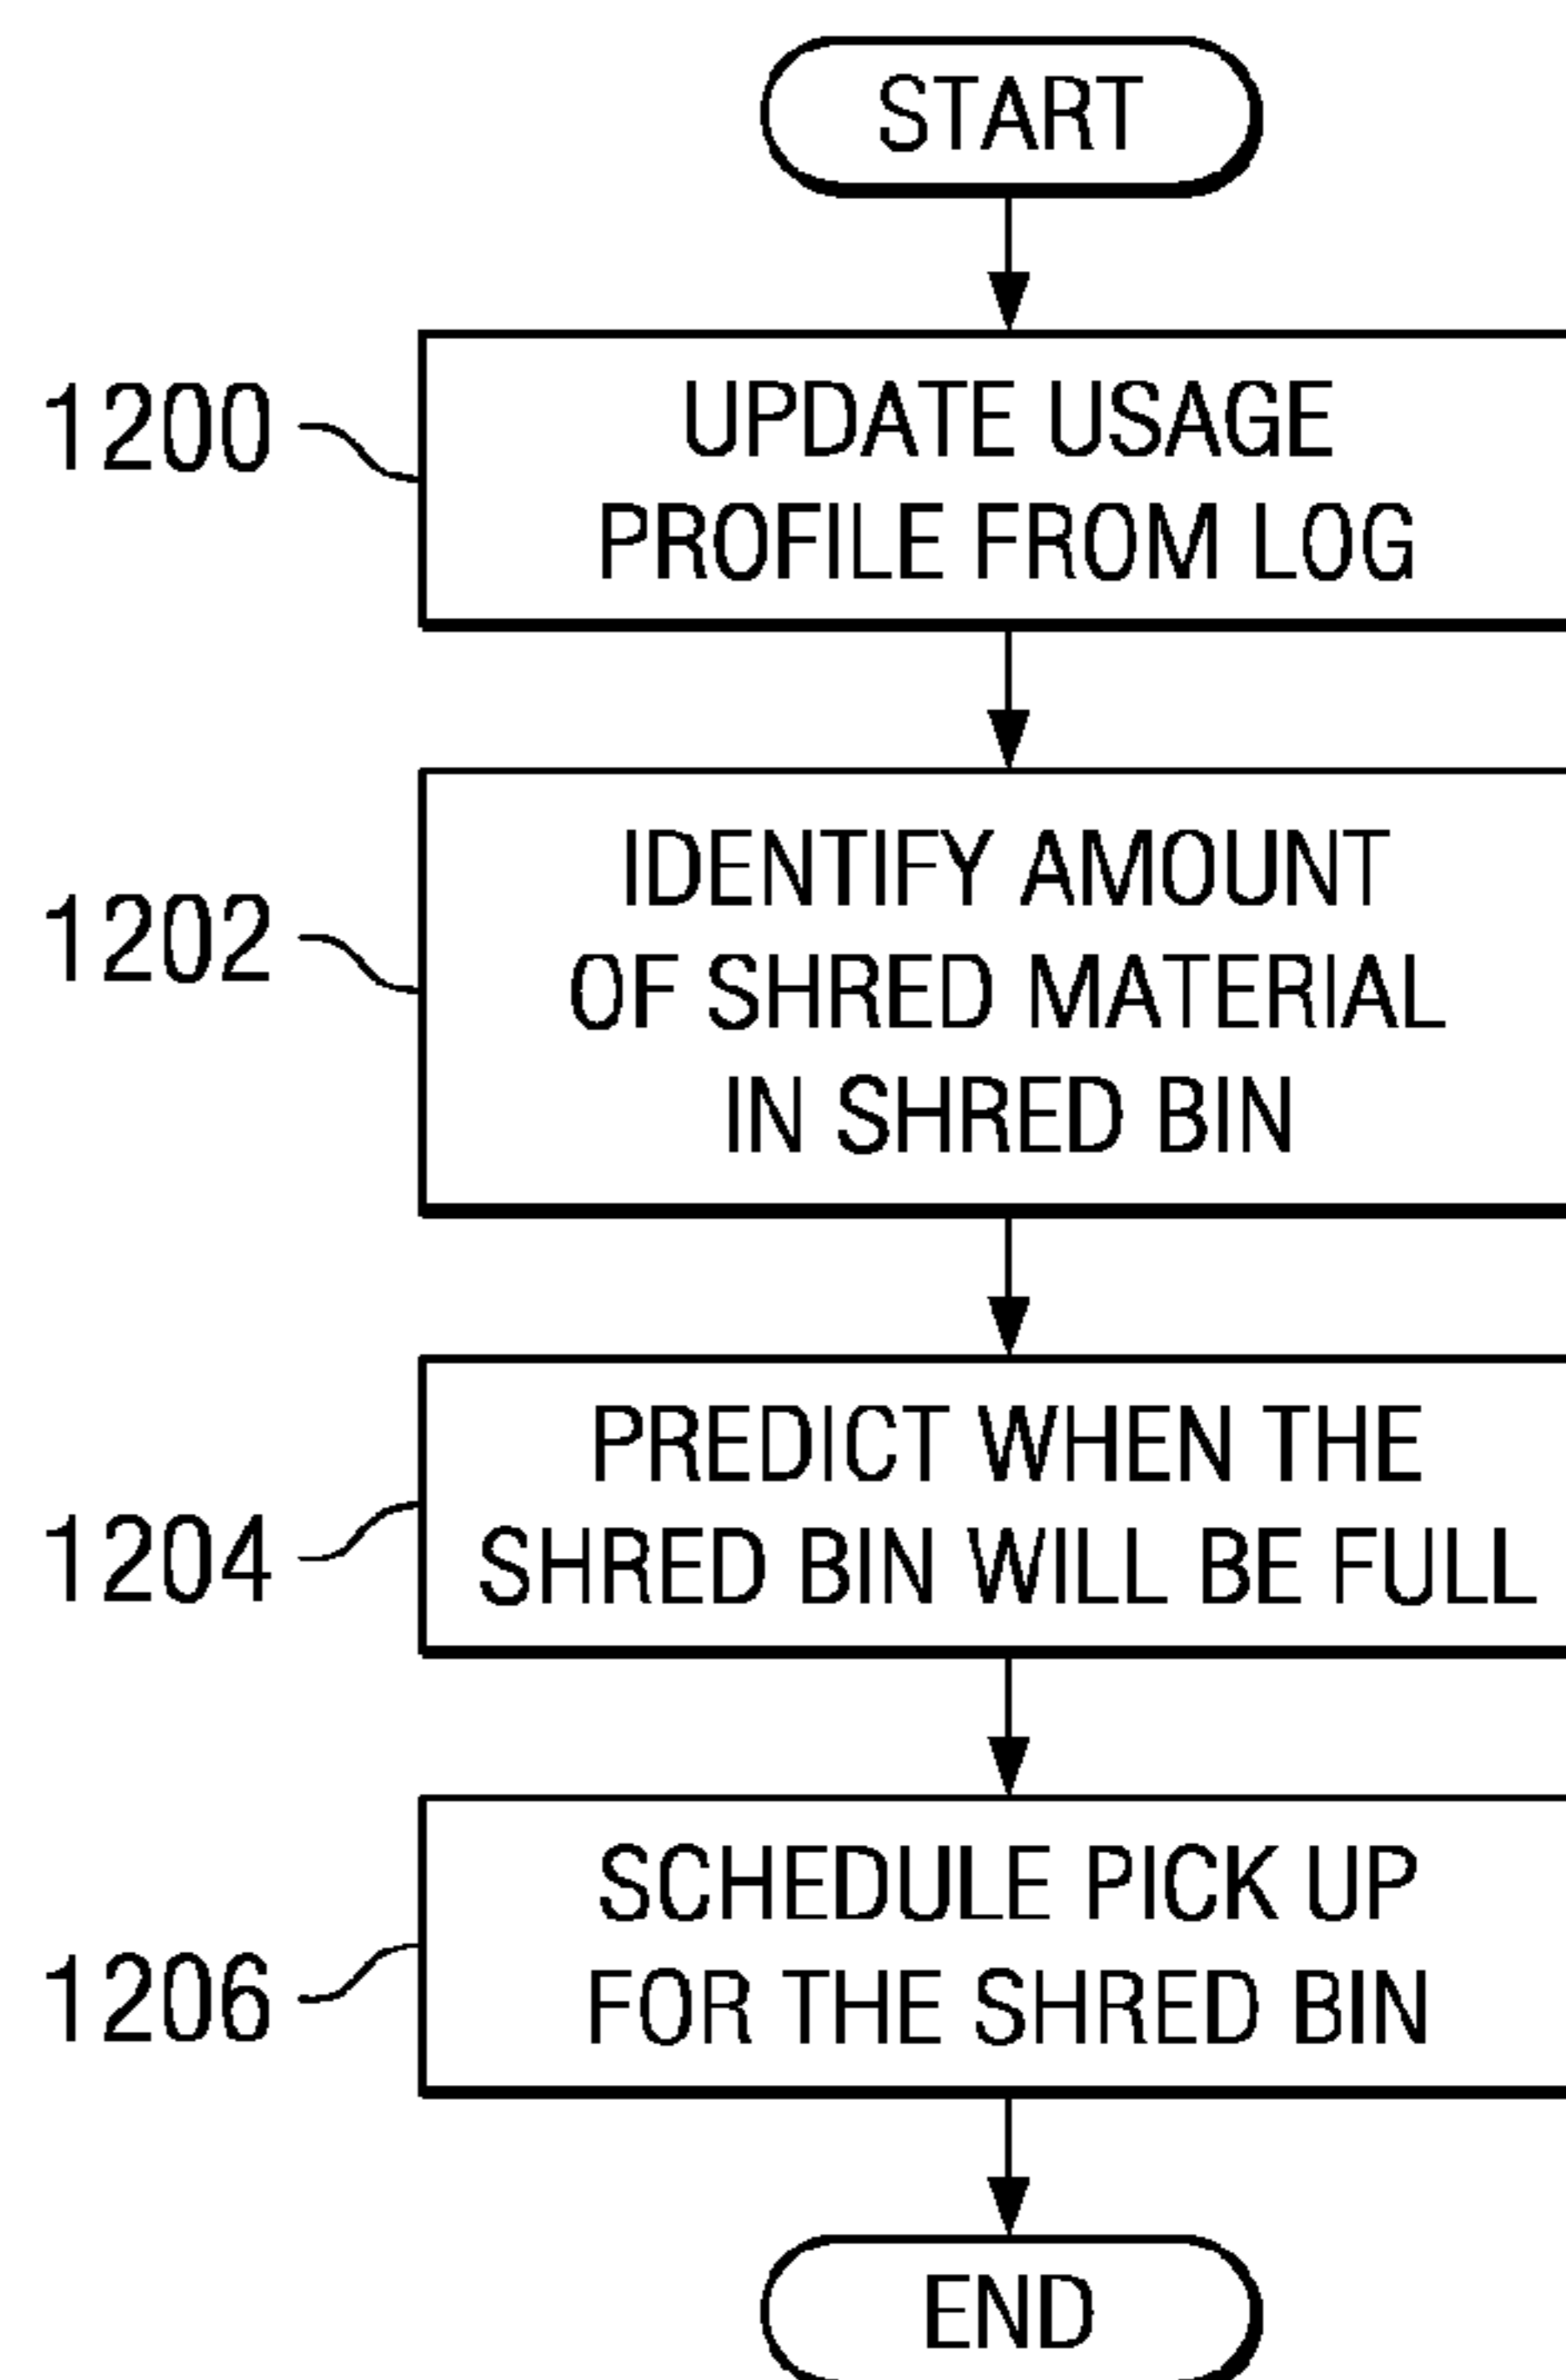 START
1200
UPDATE USAGE
PROFILE FROM LOG
1202
IDENTIFY AMOUNT
OF SHRED MATERIAL
IN SHRED BIN
1204
PREDICT WHEN THE
SHRED BIN WILL BE FULL
1206
SCHEDULE PICK UP
FOR THE SHRED BIN
END